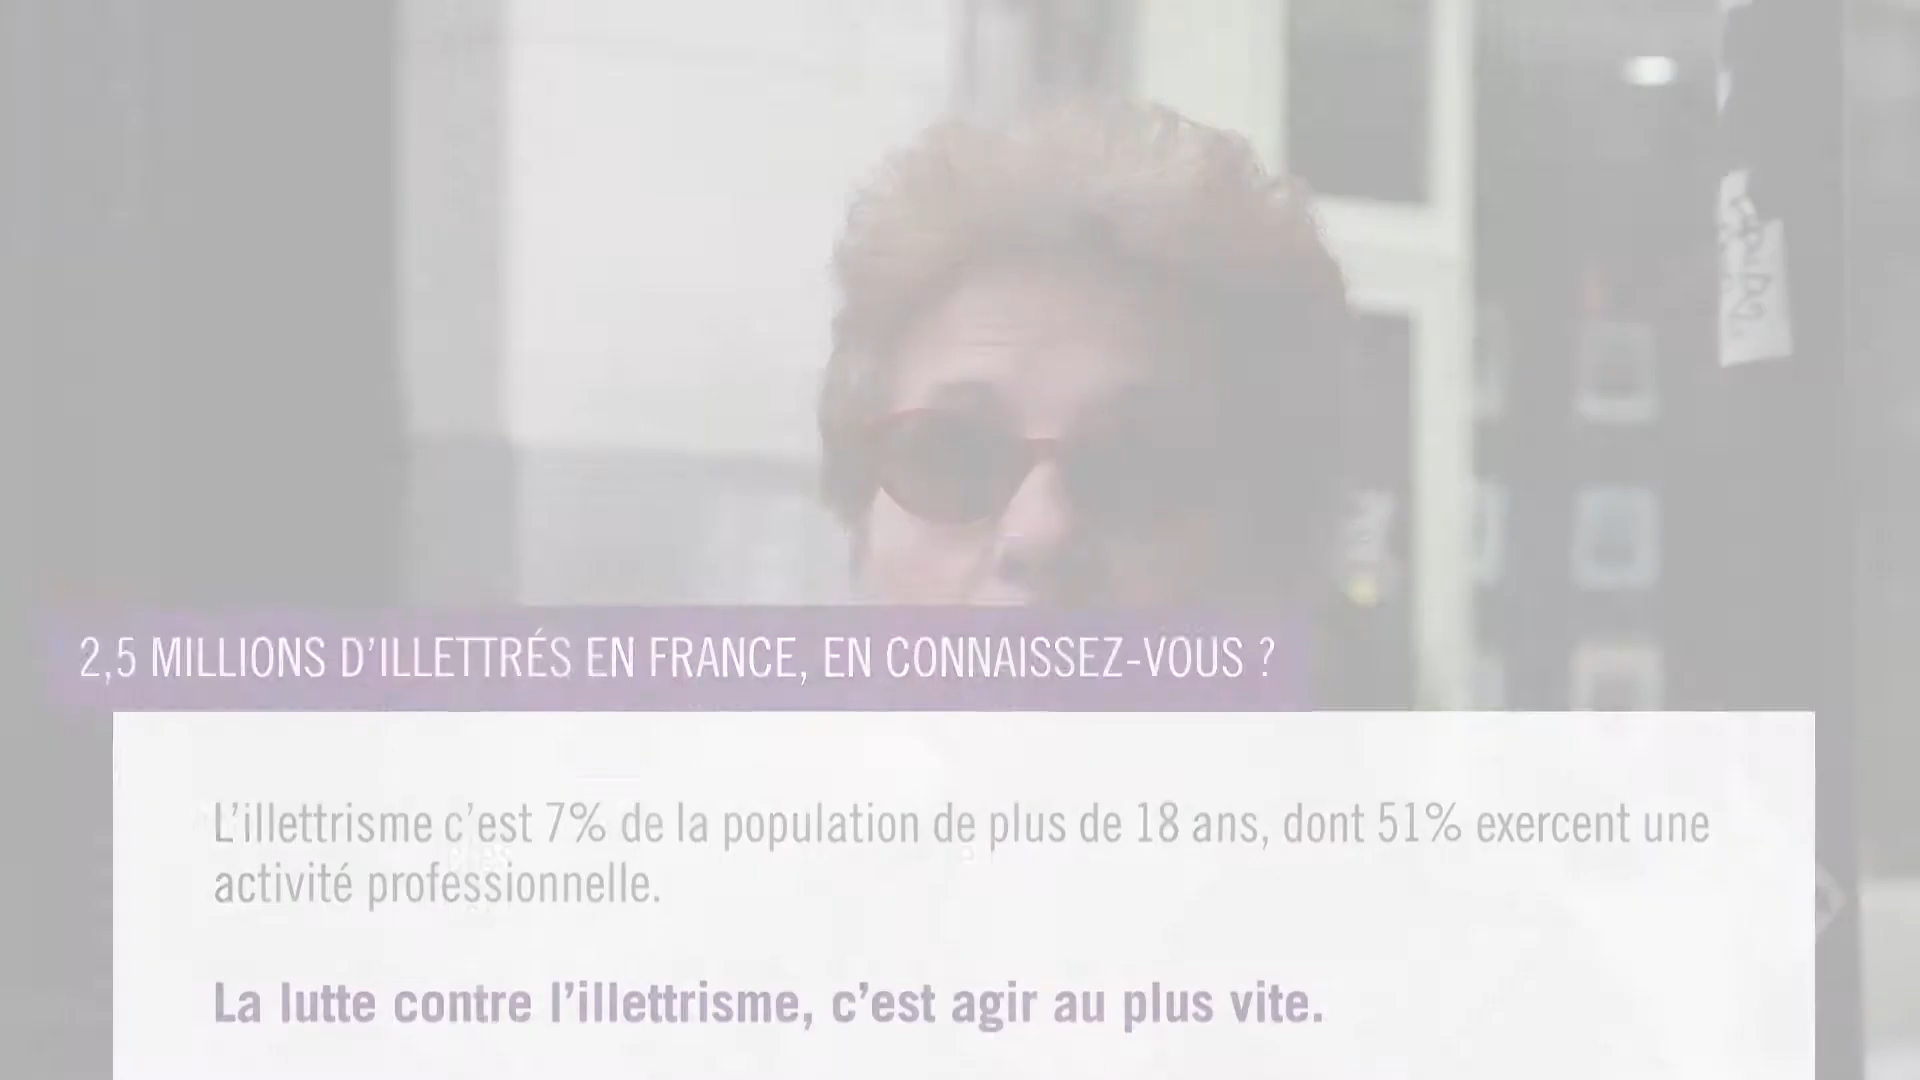 2,5 MILLIONS D'ILLETTRÉS EN FRANCE, EN CONNAISSEZ-VOUS ?
L'illettrisme c'est 7% de la population de plus de 18 ans, dont 51% exercent une
activité professionnelle.
La lutte contre l'illettrisme, c'est agir au plus vite.